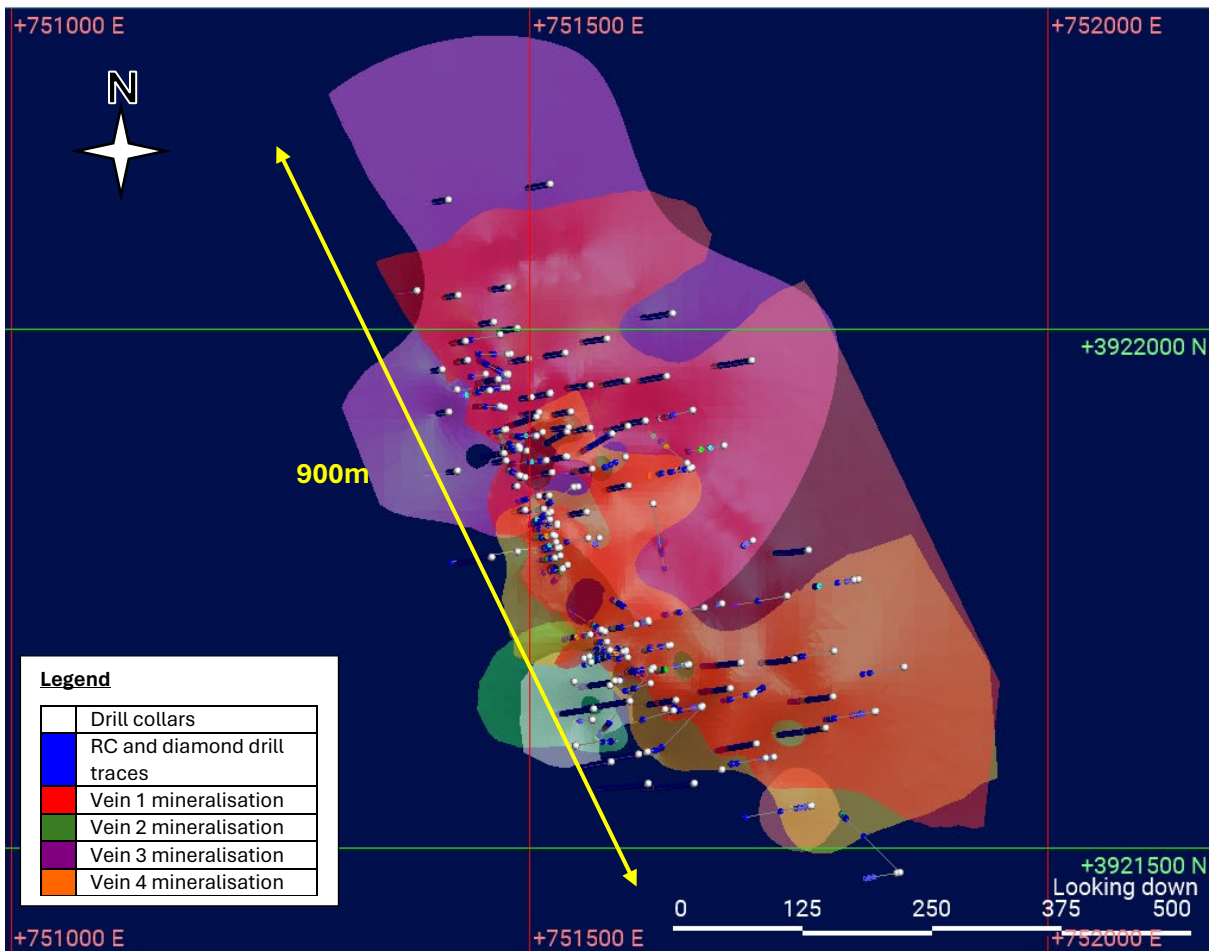 +751000 E
+751500 E
+752000 E
N
+3922000 N
900m
Legend
Drill collars
RC and diamond drill
traces
Vein 1 mineralisation
Vein 2 mineralisation
Vein 3 mineralisation
Vein 4 mineralisation
+3921500 N
Looking down
0 125 250 375 500
+751000 E
+751500 E
+752000 E